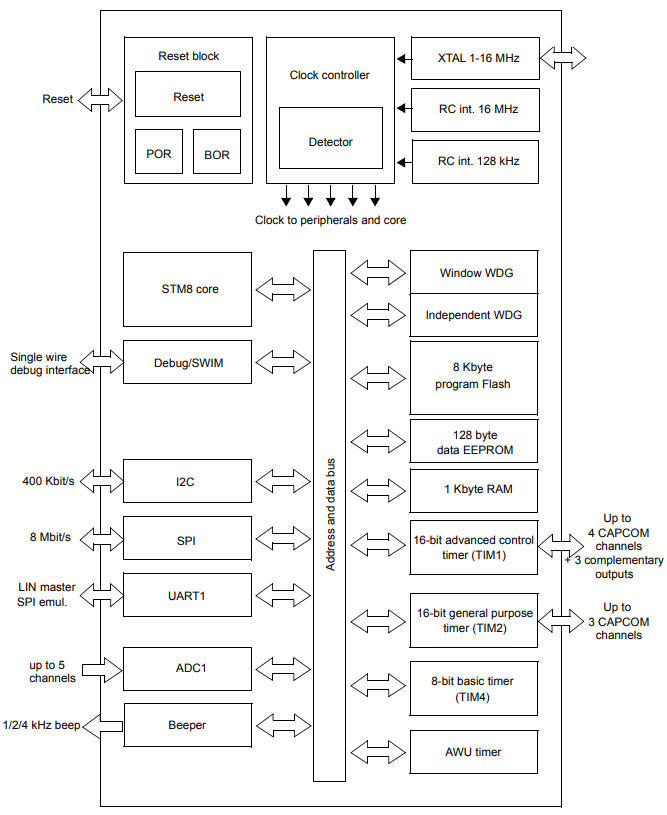 Reset block
Reset
POR
BOR
Reset
Clock controller
Detector
XTAL 1-16 MHz
RC int. 16 MHz
RC int. 128 kHz
Clock to peripherals and core
STM8 core
Single wire
debug interface
Debug/SWIM
400 Kbit/s
I2C
8 Mbit/s
SPI
LIN master
SPI emul.
UART1
up to 5
channels
ADC1
1/2/4 kHz beep
Beeper
Address and data bus
Window WDG
Independent WDG
8 Kbyte
program Flash
128 byte
data EEPROM
1 Kbyte RAM
16-bit advanced control
timer (TIM1)
Up to
4 CAPCOM
channels
+ 3 complementary
outputs
16-bit general purpose
timer (TIM2)
Up to
3 CAPCOM
channels
8-bit basic timer
(TIM4)
AWU timer